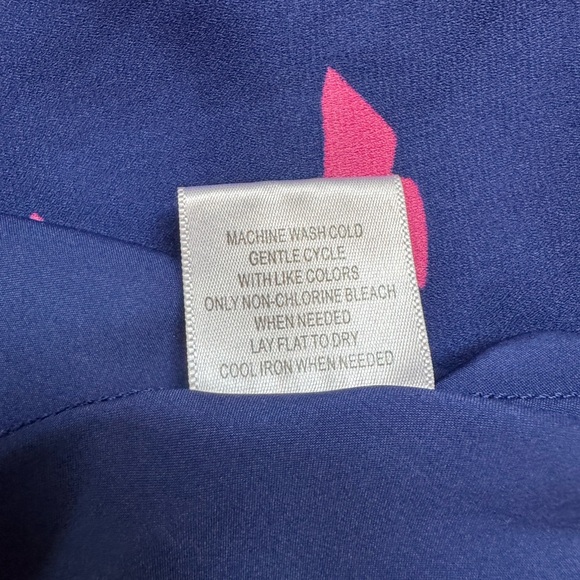 MACHINE WASH COLD
GENTLE CYCLE
WITH LIKE COLORS
ONLY NON-CHLORINE BLEACH
WHEN NEEDED
LAY FLAT TO DRY
COOL IRON WHEN NEEDED